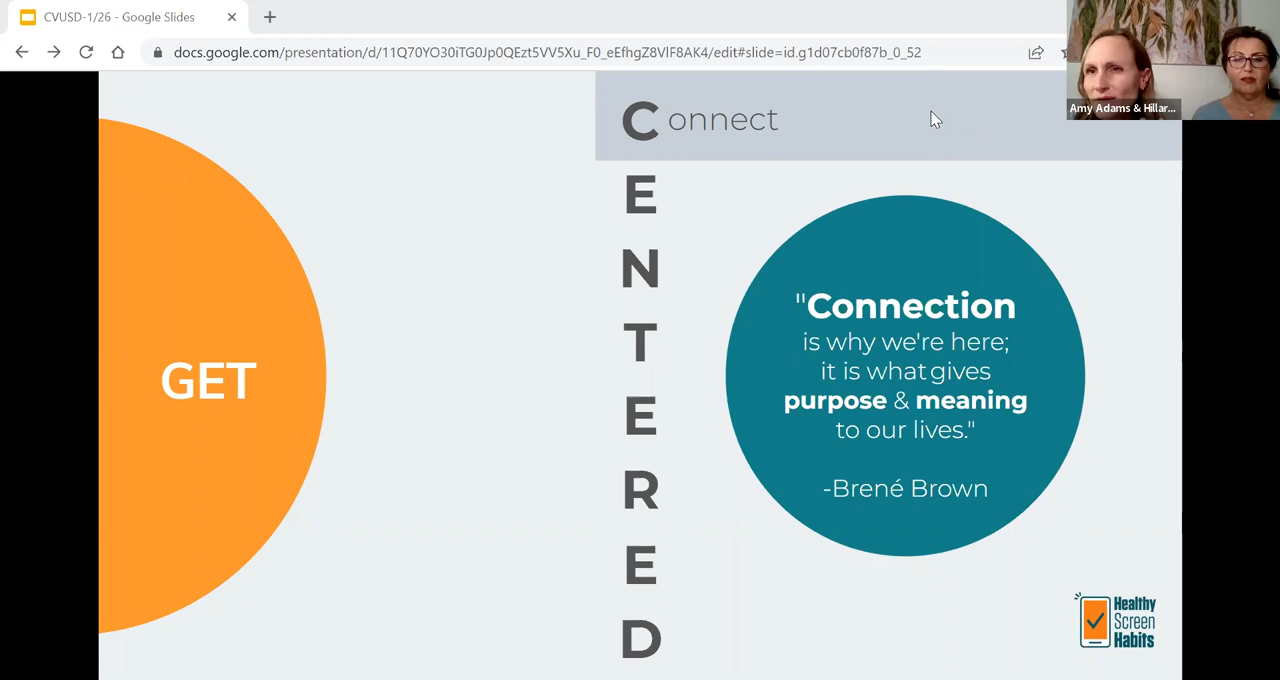 CVUSD-1/26 - Google Slides
docs.google.com/presentation/d/11Q70YO30iTG0Jp0QEzt5VV5Xu_F0_eEfhgZ8VlF8AK4/edit#slide=id.g1d07cb0f87b_0_52
Amy Adams & Hillar...
GET
Connect
E
N
T
E
R
E
D
"Connection
is why we're here;
it is what gives
purpose & meaning
to our lives."
-Brené Brown
Healthy
Screen
Habits